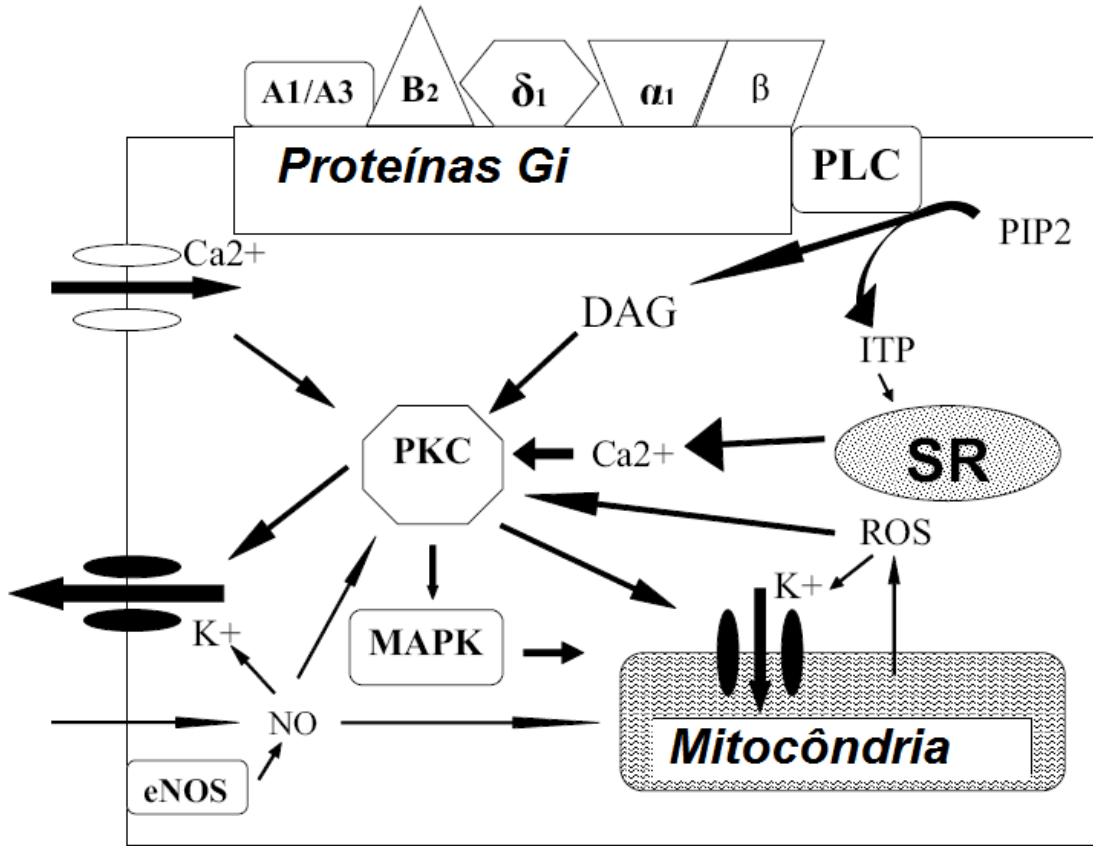 A1/A3
B2
δ1
α1
β
Proteínas Gi
PLC
Ca2+
PIP2
DAG
ITP
PKC
Ca2+
SR
ROS
K+
K+
MAPK
NO
Mitocôndria
eNOS